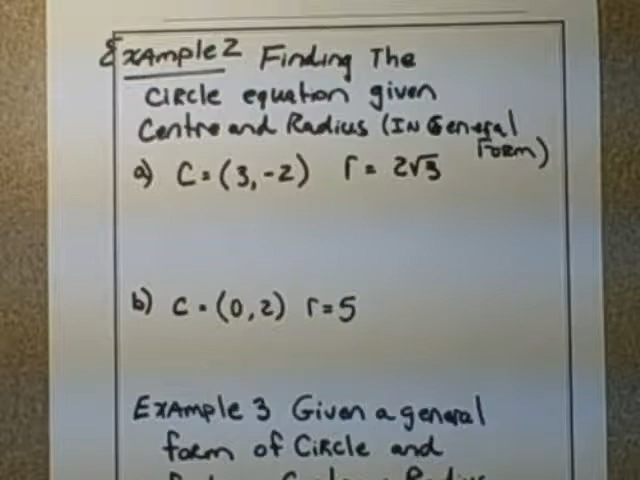 Example 2 Finding The
Circle equation given
Centre and Radius (In General
Form)
a) C = (3, -2) r = 2√3
b) C = (0, 2) r = 5
Example 3 Given a general
form of Circle and
Radius